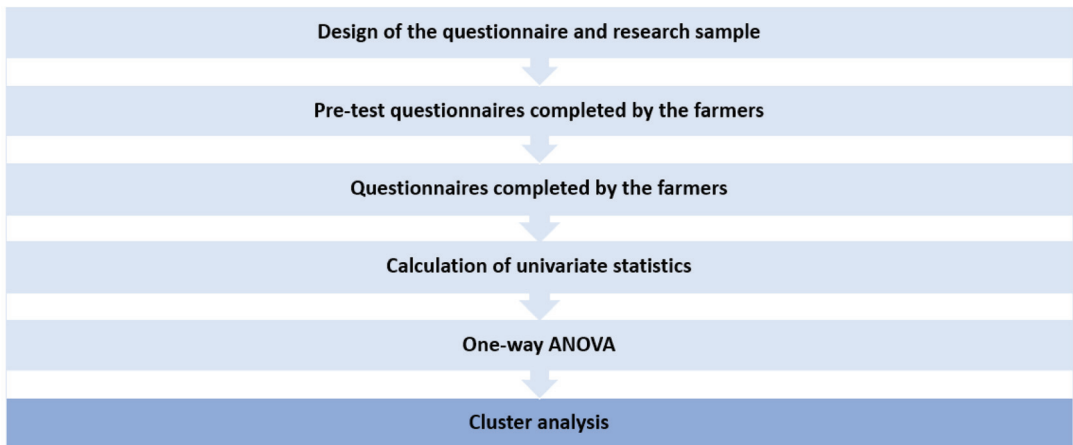 Design of the questionnaire and research sample
Pre-test questionnaires completed by the farmers
Questionnaires completed by the farmers
Calculation of univariate statistics
One-way ANOVA
Cluster analysis